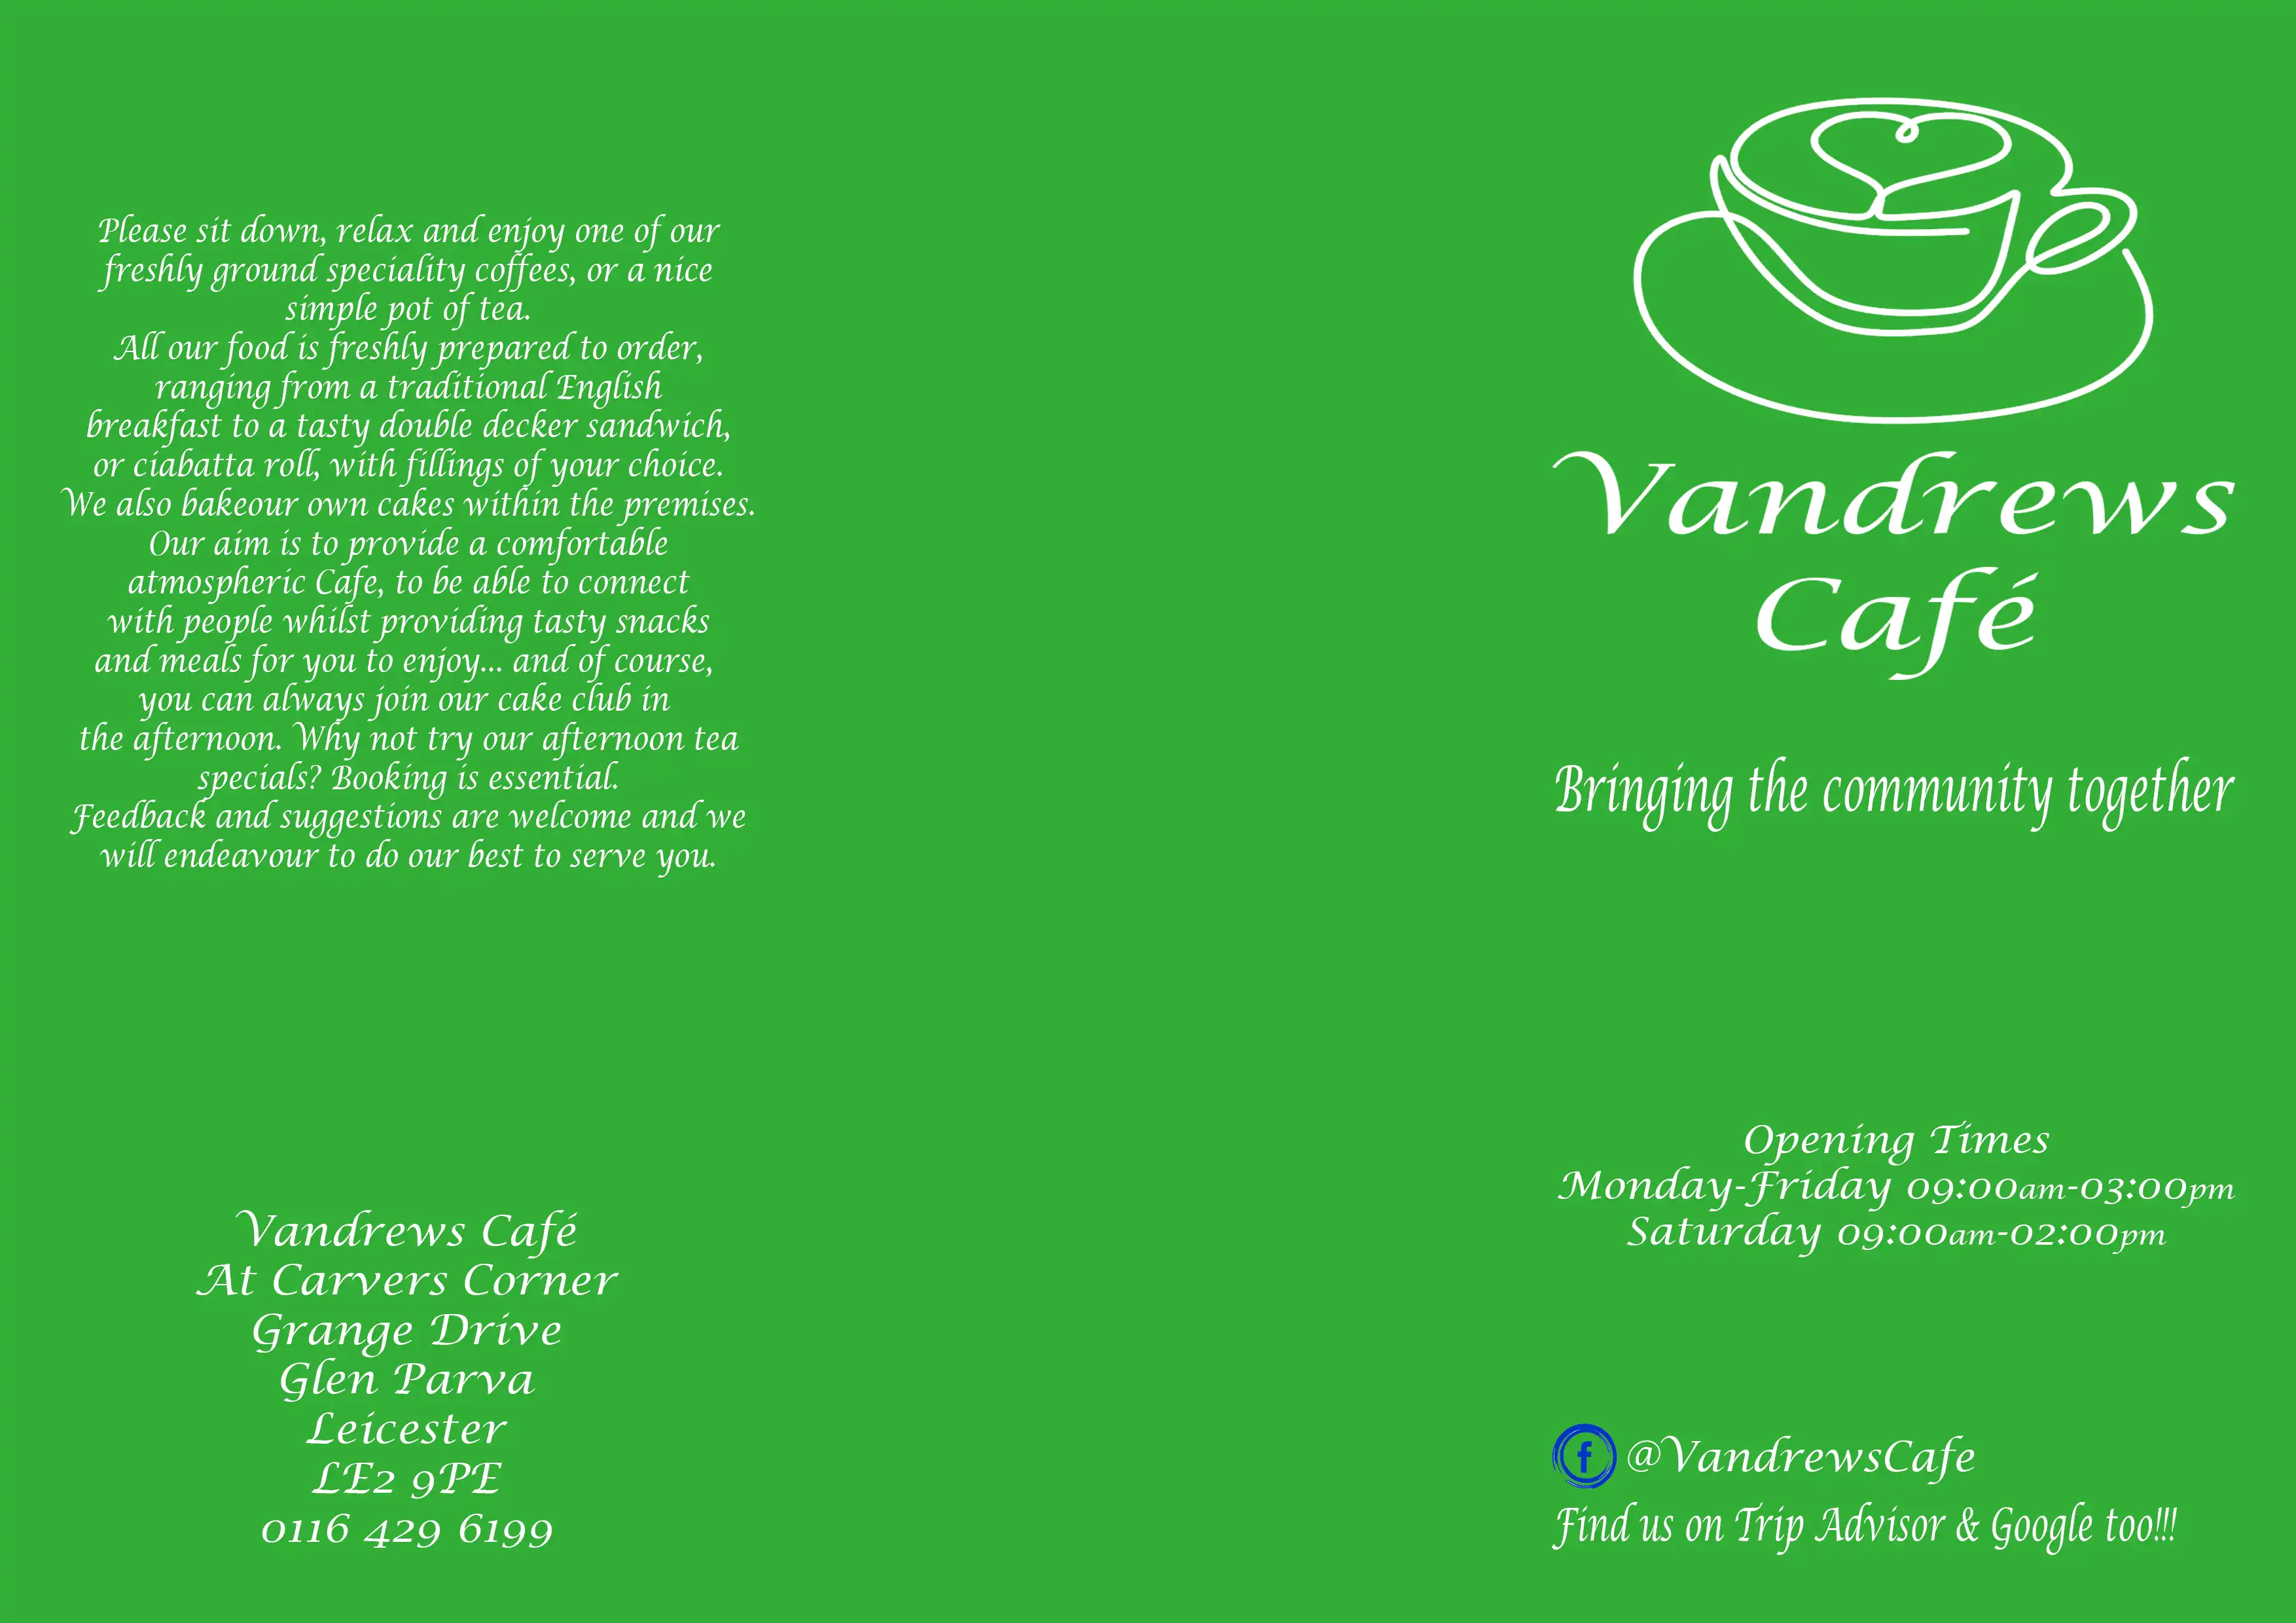 Please sit down, relax and enjoy one of our
freshly ground speciality coffees, or a nice
simple pot of tea.
All our food is freshly prepared to order,
ranging from a traditional English
breakfast to a tasty double decker sandwich,
or ciabatta roll, with fillings of your choice.
We also bakeour own cakes within the premises.
Our aim is to provide a comfortable
atmospheric Cafe, to be able to connect
with people whilst providing tasty snacks
and meals for you to enjoy... and of course,
you can always join our cake club in
the afternoon. Why not try our afternoon tea
specials? Booking is essential.
Feedback and suggestions are welcome and we
will endeavour to do our best to serve you.
Vandrews Café
At Carvers Corner
Grange Drive
Glen Parva
Leicester
LE2 9PE
0116 429 6199
Vandrews
Café
Bringing the community together
Opening Times
Monday-Friday 09:00am-03:00pm
Saturday 09:00am-02:00pm
f @VandrewsCafe
Find us on Trip Advisor & Google too!!!